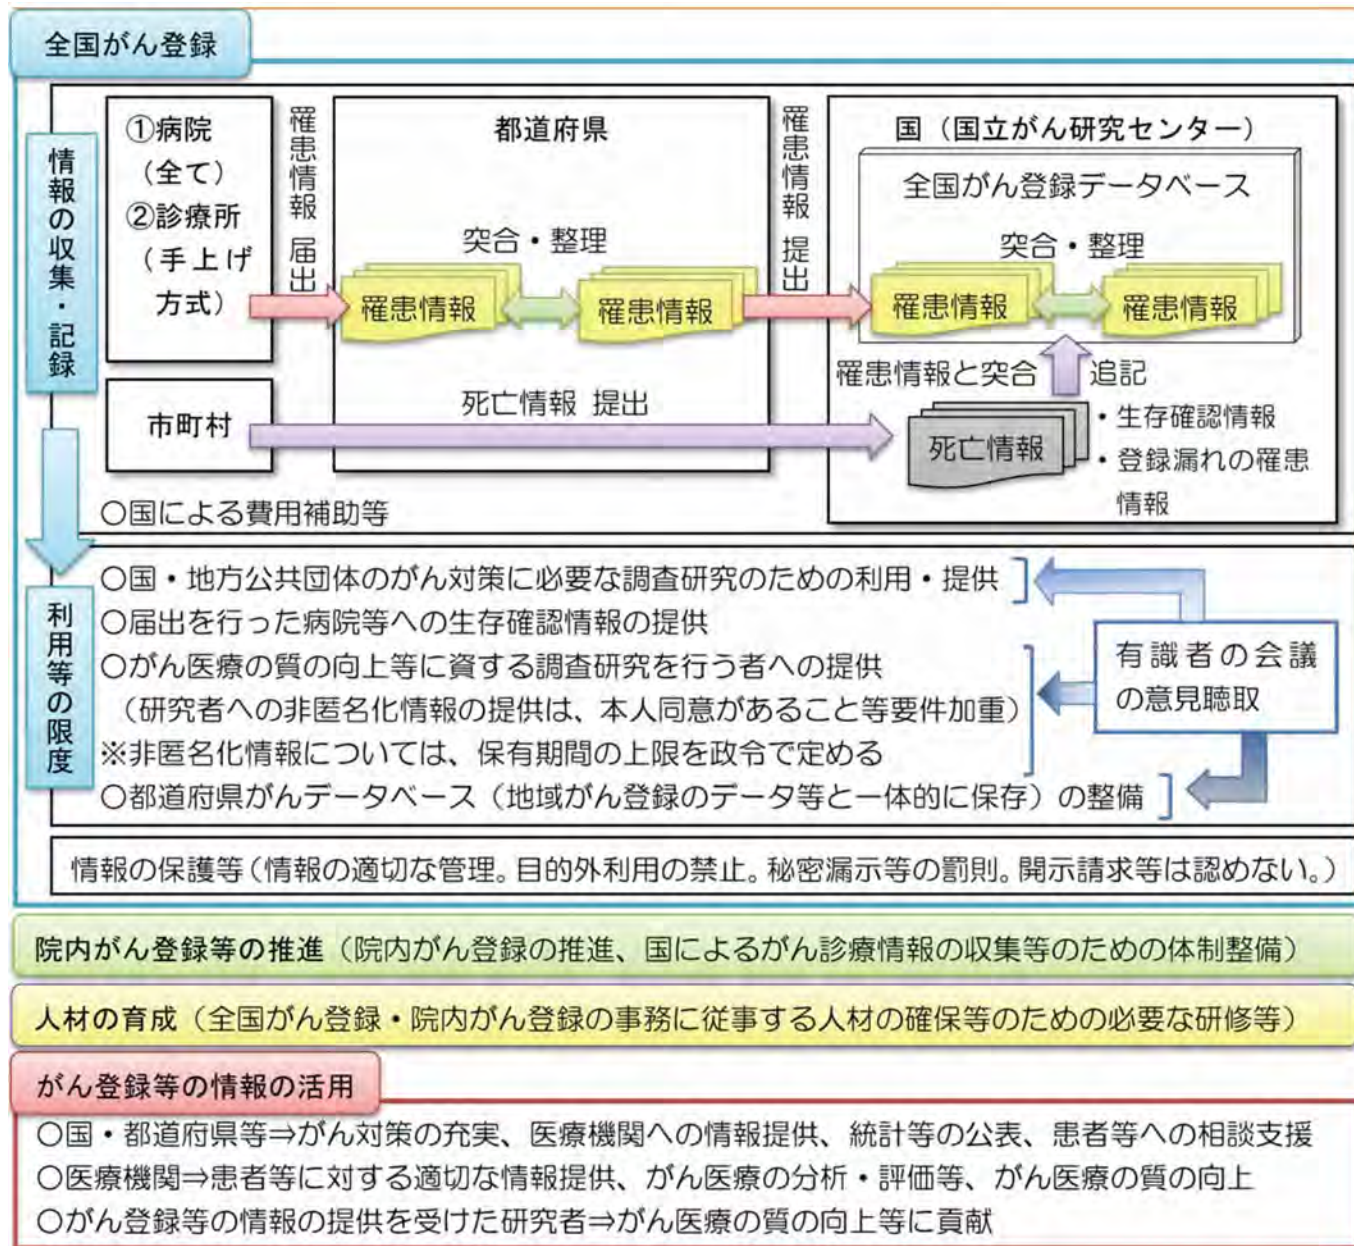 全国がん登録
情報の収集・記録
①病院
(全て)
②診療所
(手上げ
方式)
罹患情報 届出
都道府県
突合・整理
罹患情報
罹患情報
罹患情報 提出
国（国立がん研究センター）
全国がん登録データベース
突合・整理
罹患情報
罹患情報
罹患情報と突合
追記
市町村
死亡情報 提出
死亡情報
・生存確認情報
・登録漏れの罹患
情報
○国による費用補助等
利用等の限度
○国・地方公共団体のがん対策に必要な調査研究のための利用・提供
○届出を行った病院等への生存確認情報の提供
○がん医療の質の向上等に資する調査研究を行う者への提供
（研究者への非匿名化情報の提供は、本人同意があること等要件加重）
※非匿名化情報については、保有期間の上限を政令で定める
○都道府県がんデータベース（地域がん登録のデータ等と一体的に保存）の整備
有識者の会議
の意見聴取
情報の保護等（情報の適切な管理。目的外利用の禁止。秘密漏示等の罰則。開示請求等は認めない。）
院内がん登録等の推進（院内がん登録の推進、国によるがん診療情報の収集等のための体制整備）
人材の育成（全国がん登録・院内がん登録の事務に従事する人材の確保等のための必要な研修等）
がん登録等の情報の活用
○国・都道府県等⇒がん対策の充実、医療機関への情報提供、統計等の公表、患者等への相談支援
○医療機関⇒患者等に対する適切な情報提供、がん医療の分析・評価等、がん医療の質の向上
○がん登録等の情報の提供を受けた研究者⇒がん医療の質の向上等に貢献